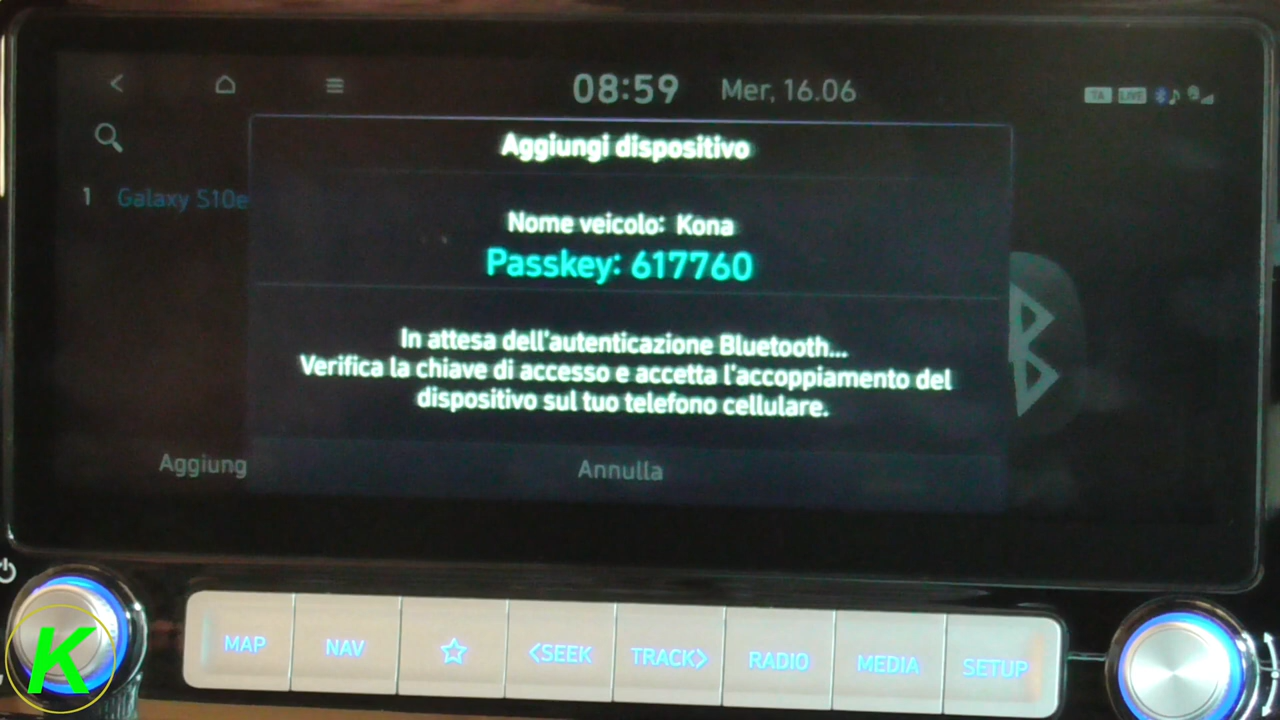 08:59 Mer, 16.06
TA LIVE
Aggiungi dispositivo
1 Galaxy S10e
Nome veicolo: Kona
Passkey: 617760
In attesa dell'autenticazione Bluetooth...
Verifica la chiave di accesso e accetta l'accoppiamento del
dispositivo sul tuo telefono cellulare.
Aggiung
Annulla
MAP NAV <SEEK TRACK> RADIO MEDIA SETUP
K